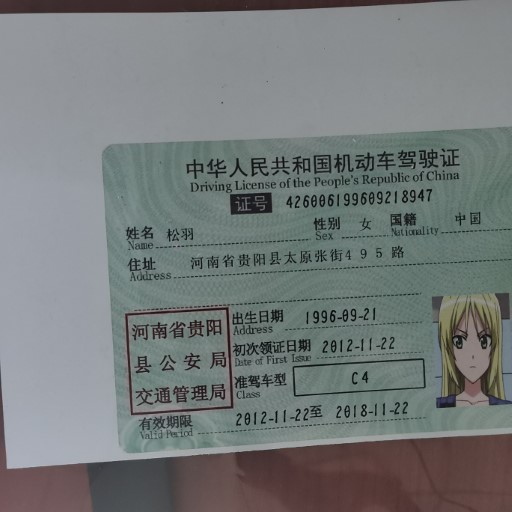 中华人民共和国机动车驾驶证
Driving License of the People's Republic of China
证号 426006199609218947
姓名 松羽 性别 女 国籍 中国
Name Sex Nationality
住址 河南省贵阳县太原张街495路
Address
河南省贵阳
县公安局
交通管理局
出生日期 1996-09-21
Address
初次领证日期 2012-11-22
Date of First Issue
准驾车型 C4
Class
有效期限 2012-11-22至 2018-11-22
Valid Period